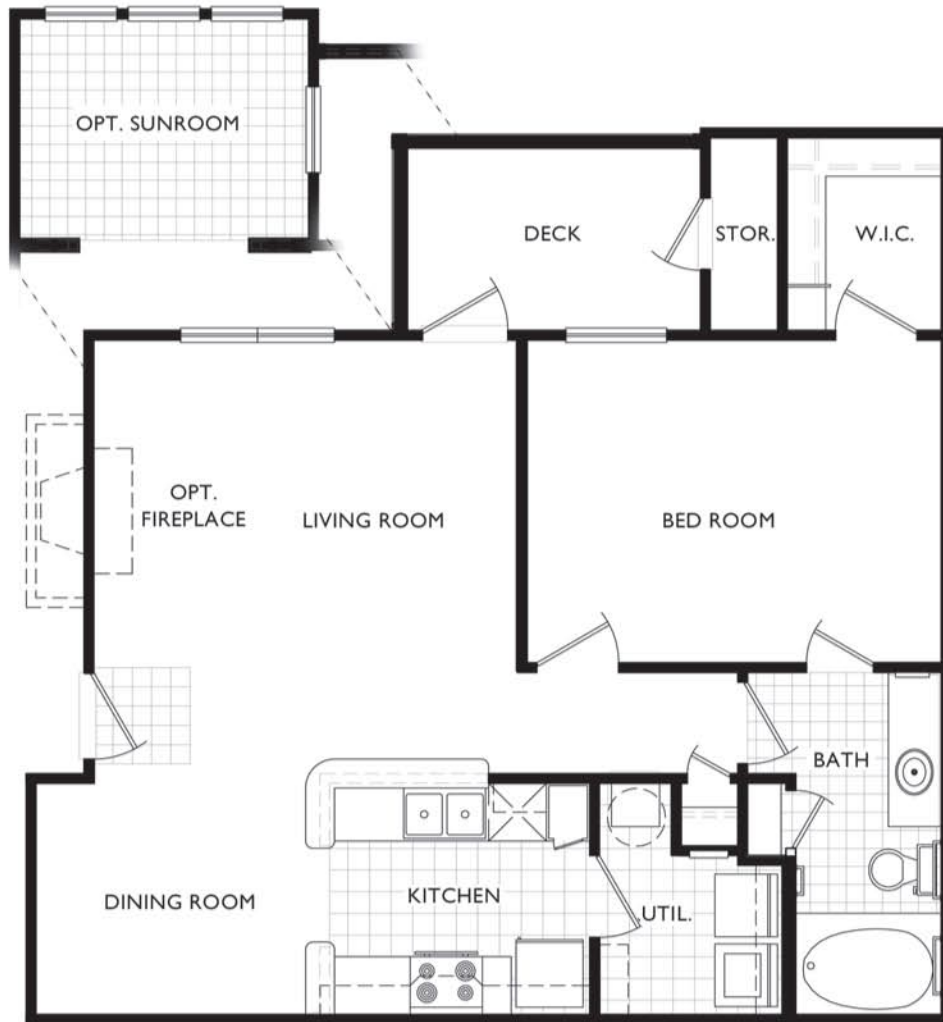 OPT. SUNROOM
DECK
STOR.
W.I.C.
OPT.
FIREPLACE
LIVING ROOM
BED ROOM
BATH
DINING ROOM
KITCHEN
UTIL.